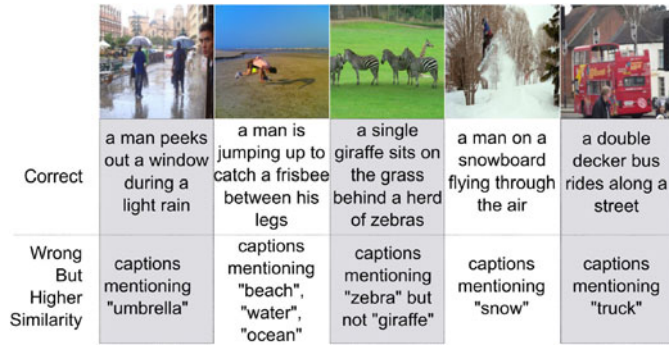 Correct
a man peeks
out a window
during a
light rain
a man is
jumping up to
catch a frisbee
between his
legs
a single
giraffe sits on
the grass
behind a herd
of zebras
a man on a
snowboard
flying through
the air
a double
decker bus
rides along a
street
Wrong
But
Higher
Similarity
captions
mentioning
"umbrella"
captions
mentioning
"beach",
"water",
"ocean"
captions
mentioning
"zebra" but
not "giraffe"
captions
mentioning
"snow"
captions
mentioning
"truck"